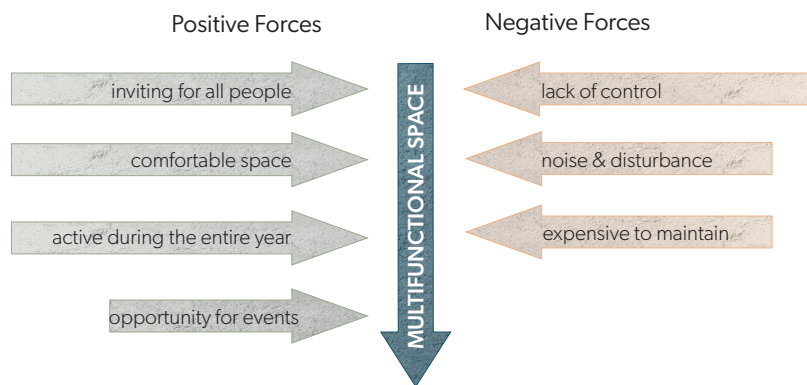 Positive Forces
Negative Forces
inviting for all people
lack of control
comfortable space
noise & disturbance
active during the entire year
expensive to maintain
opportunity for events
MULTIFUNCTIONAL SPACE